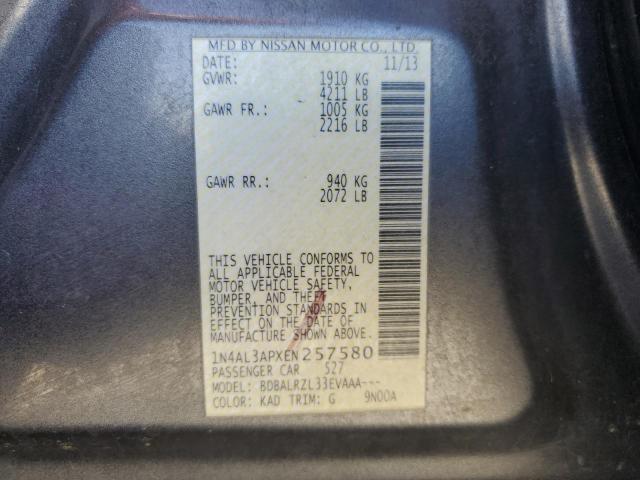 MFD BY NISSAN MOTOR CO., LTD.
DATE: 11/13
GVWR: 1910 KG
4211 LB
GAWR FR.: 1005 KG
2216 LB
GAWR RR.: 940 KG
2072 LB
THIS VEHICLE CONFORMS TO
ALL APPLICABLE FEDERAL
MOTOR VEHICLE SAFETY,
BUMPER, AND THEFT
PREVENTION STANDARDS IN
EFFECT ON THE DATE OF
MANUFACTURE SHOWN ABOVE.
1N4AL3APXEN257580
PASSENGER CAR 527
MODEL: BDBALRZL33EVAAA---
COLOR: KAD TRIM: G 9N00A